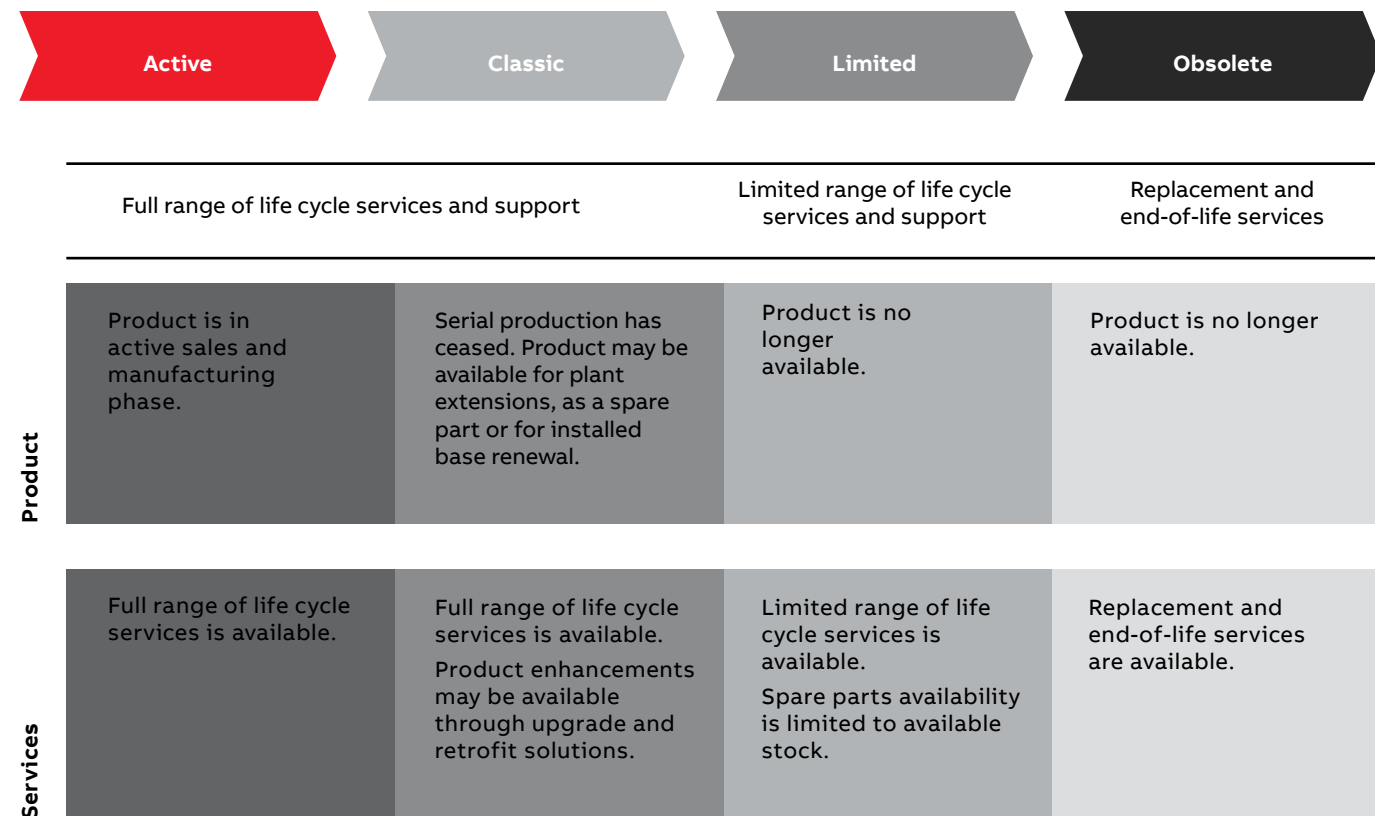 Active
Classic
Limited
Obsolete
Full range of life cycle services and support
Limited range of life cycle
services and support
Replacement and
end-of-life services
Product
Product is in
active sales and
manufacturing
phase.
Serial production has
ceased. Product may be
available for plant
extensions, as a spare
part or for installed
base renewal.
Product is no
longer
available.
Product is no longer
available.
Services
Full range of life cycle
services is available.
Full range of life cycle
services is available.
Product enhancements
may be available
through upgrade and
retrofit solutions.
Limited range of life
cycle services is
available.
Spare parts availability
is limited to available
stock.
Replacement and
end-of-life services
are available.